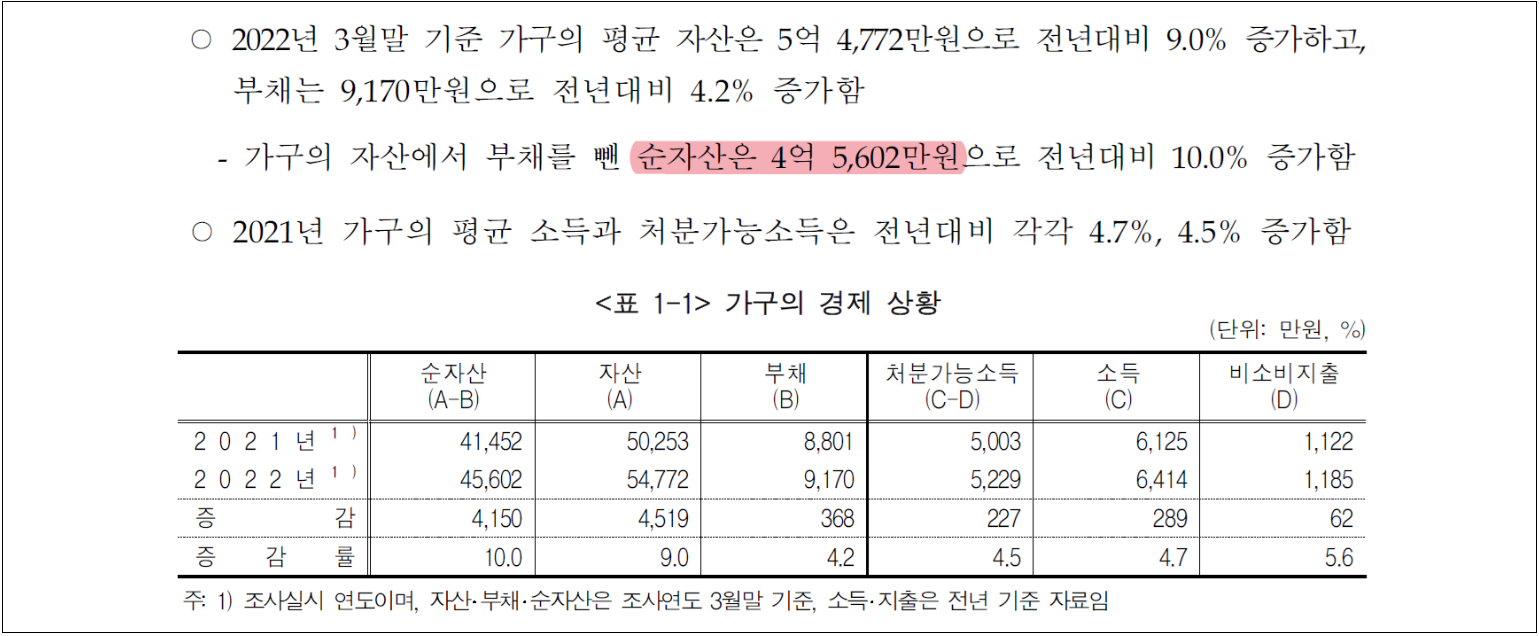 ○ 2022년 3월말 기준 가구의 평균 자산은 5억 4,772만원으로 전년대비 9.0% 증가하고,
부채는 9,170만원으로 전년대비 4.2% 증가함
- 가구의 자산에서 부채를 뺀 순자산은 4억 5,602만원으로 전년대비 10.0% 증가함
○ 2021년 가구의 평균 소득과 처분가능소득은 전년대비 각각 4.7%, 4.5% 증가함
<표 1-1> 가구의 경제 상황
(단위: 만원, %)
순자산 자산 부채 처분가능소득 소득 비소비지출
(A-B) (A) (B) (C-D) (C) (D)
2 0 2 1 년 1) 41,452 50,253 8,801 5,003 6,125 1,122
2 0 2 2 년 1) 45,602 54,772 9,170 5,229 6,414 1,185
증 감 4,150 4,519 368 227 289 62
증 감 률 10.0 9.0 4.2 4.5 4.7 5.6
주: 1) 조사실시 연도이며, 자산·부채·순자산은 조사연도 3월말 기준, 소득·지출은 전년 기준 자료임